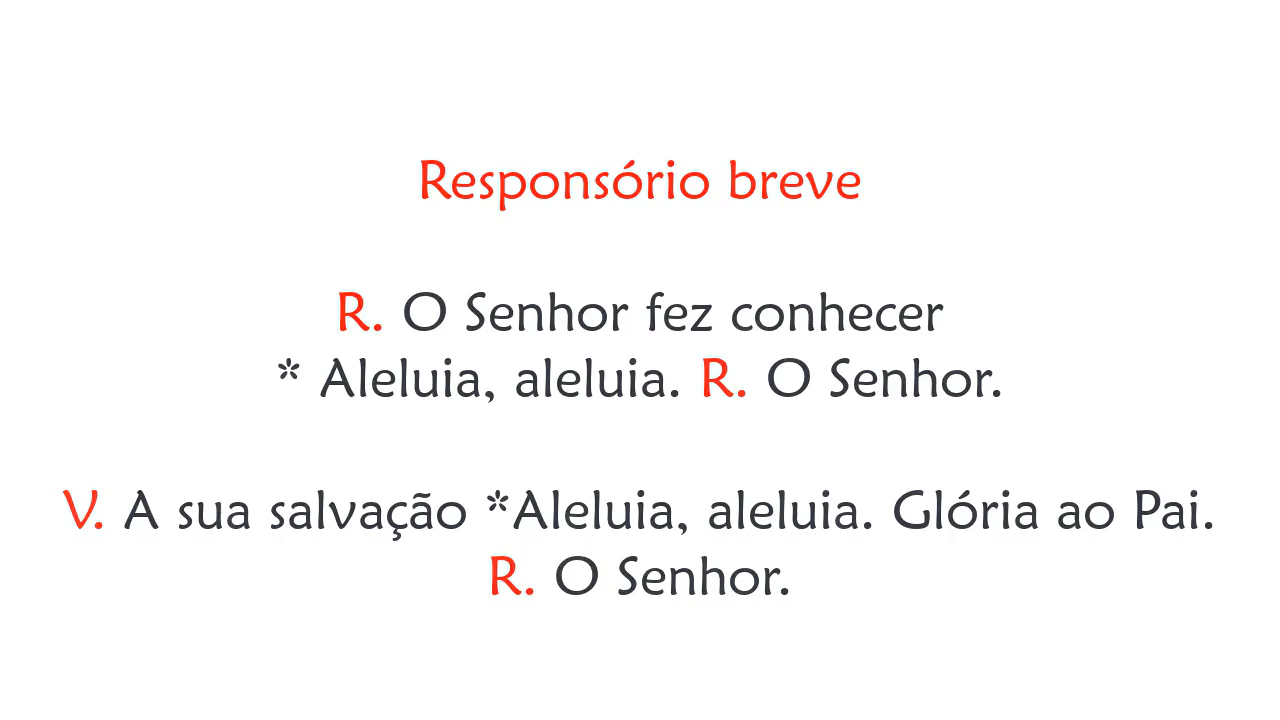 Responsório breve
R. O Senhor fez conhecer
* Aleluia, aleluia. R. O Senhor.
V. A sua salvação *Aleluia, aleluia. Glória ao Pai.
R. O Senhor.